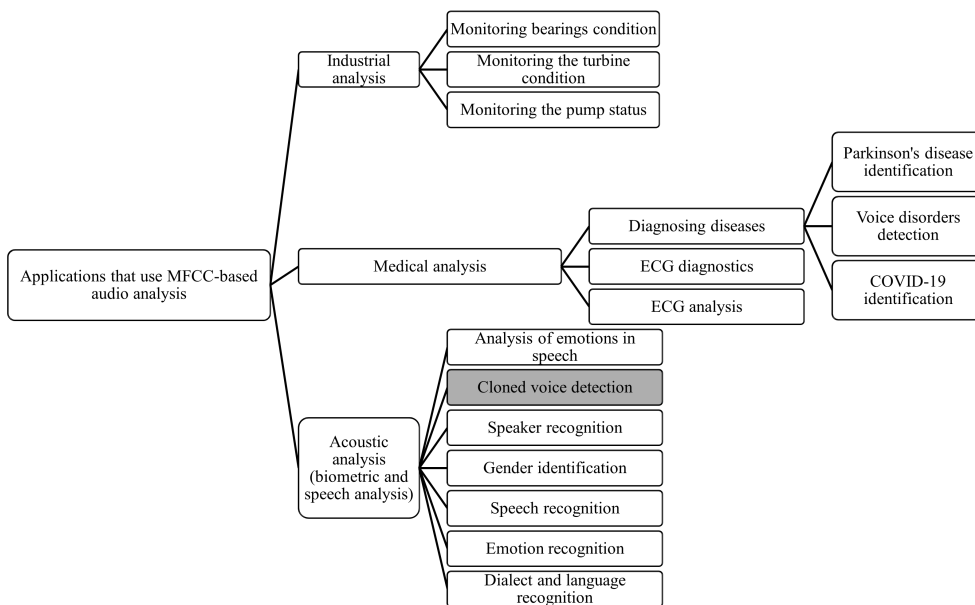 Monitoring bearings condition
Industrial
analysis
Monitoring the turbine
condition
Monitoring the pump status
Parkinson's disease
identification
Diagnosing diseases
Voice disorders
detection
Applications that use MFCC-based
audio analysis
Medical analysis
ECG diagnostics
COVID-19
identification
ECG analysis
Analysis of emotions in
speech
Cloned voice detection
Acoustic
analysis
(biometric and
speech analysis)
Speaker recognition
Gender identification
Speech recognition
Emotion recognition
Dialect and language
recognition